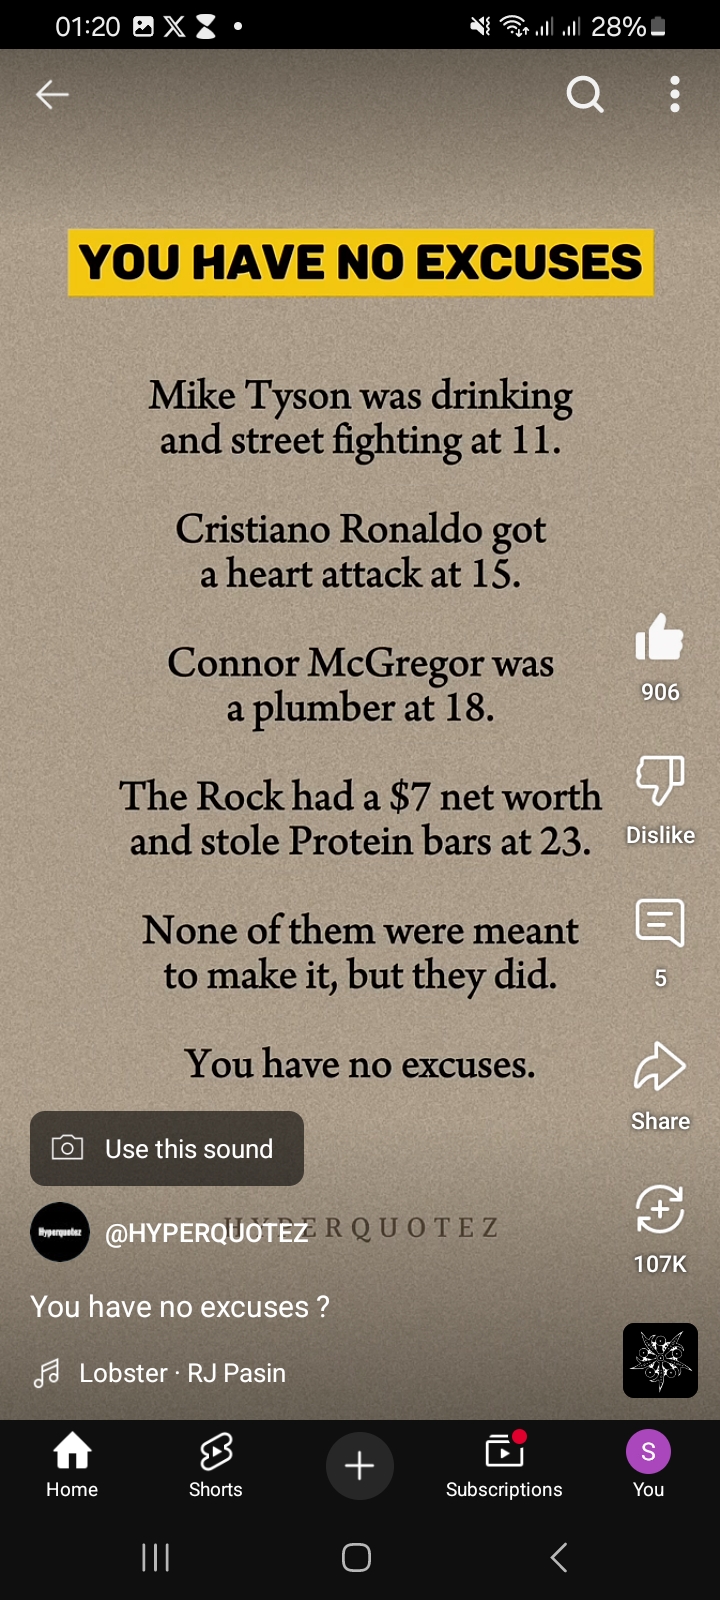 01:20
28%
YOU HAVE NO EXCUSES
Mike Tyson was drinking
and street fighting at 11.
Cristiano Ronaldo got
a heart attack at 15.
Connor McGregor was
a plumber at 18.
The Rock had a $7 net worth
and stole Protein bars at 23.
None of them were meant
to make it, but they did.
You have no excuses.
906
Dislike
5
Share
107K
Use this sound
HYPERQUOTEZ
Hyperquotez
@HYPERQUOTEZ
You have no excuses ?
Lobster · RJ Pasin
Home
Shorts
Subscriptions
S
You